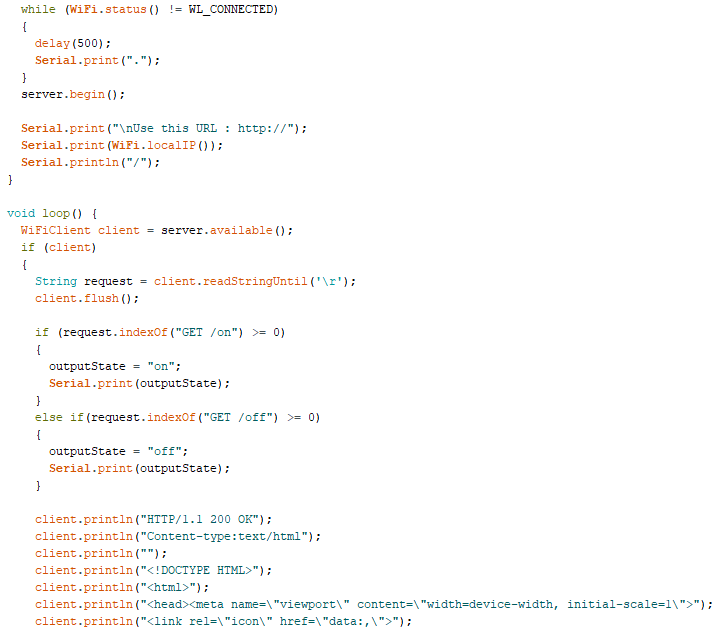 while (WiFi.status() != WL_CONNECTED)
{
delay(500);
Serial.print(".");
}
server.begin();
Serial.print("\nUse this URL : http://");
Serial.print(WiFi.localIP());
Serial.println("/");
}
void loop() {
WiFiClient client = server.available();
if (client)
{
String request = client.readStringUntil('\r');
client.flush();
if (request.indexOf("GET /on") >= 0)
{
outputState = "on";
Serial.print(outputState);
}
else if(request.indexOf("GET /off") >= 0)
{
outputState = "off";
Serial.print(outputState);
}
client.println("HTTP/1.1 200 OK");
client.println("Content-type:text/html");
client.println("");
client.println("<!DOCTYPE HTML>");
client.println("<html>");
client.println("<head><meta name=\"viewport\" content=\"width=device-width, initial-scale=1\">");
client.println("<link rel=\"icon\" href=\"data:,\">");